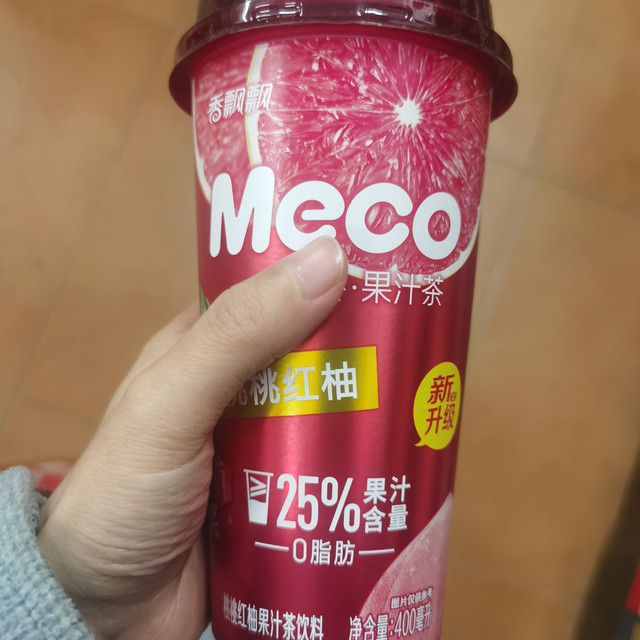 香飘飘
Meco
果汁茶
桃红柚
新
升级
25%
果汁
含量
0脂肪
图片仅供参考
桃桃红柚果汁茶饮料
净含量:400毫升